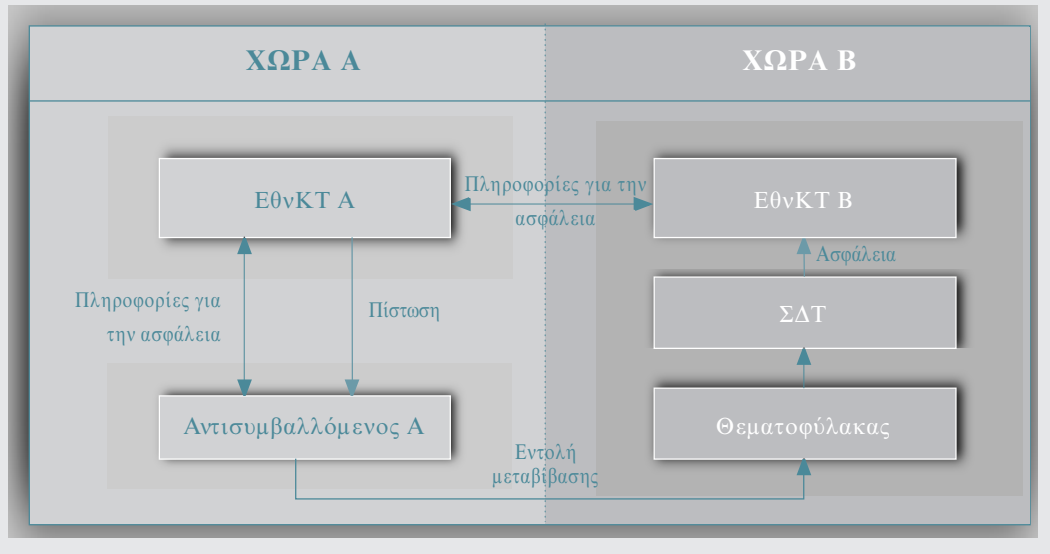 ΧΩΡΑ Α
ΧΩΡΑ Β
ΕθνΚΤ Α
Πληροφορίες για την
ασφάλεια
ΕθνΚΤ Β
Ασφάλεια
Πληροφορίες για
την ασφάλεια
Πίστωση
ΣΔΤ
Αντισυμβαλλόμενος Α
Θεματοφύλακας
Εντολή
μεταβίβασης